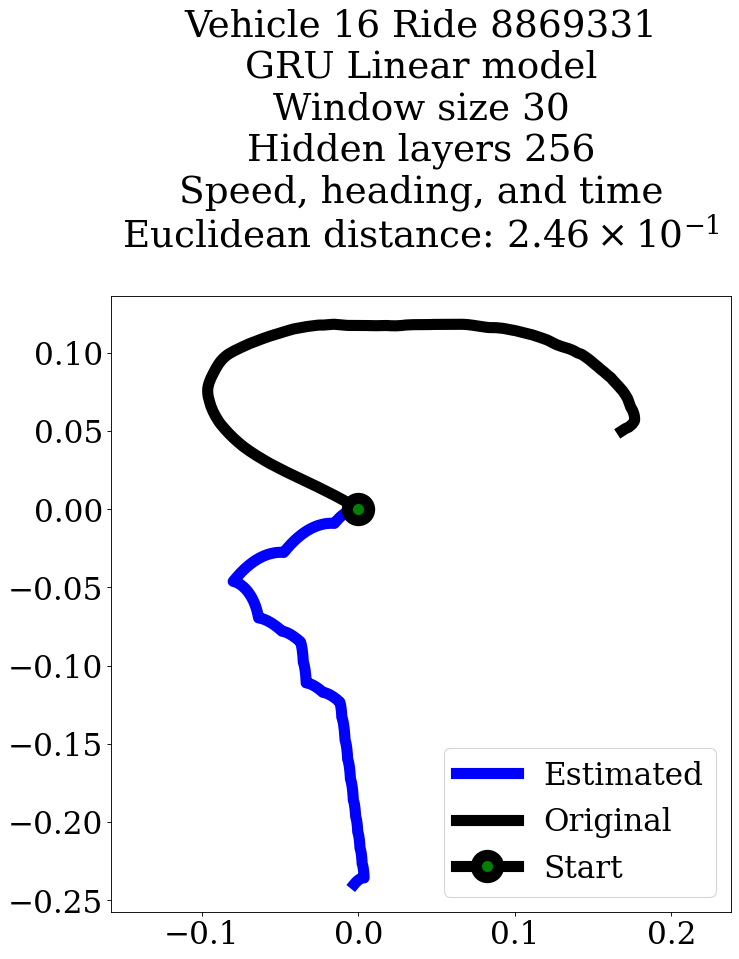 Vehicle 16 Ride 8869331
GRU Linear model
Window size 30
Hidden layers 256
Speed, heading, and time
Euclidean distance: 2.46 × 10⁻¹
0.10
0.05
0.00
−0.05
−0.10
−0.15
−0.20
−0.25
−0.1
0.0
0.1
0.2
Estimated
Original
Start